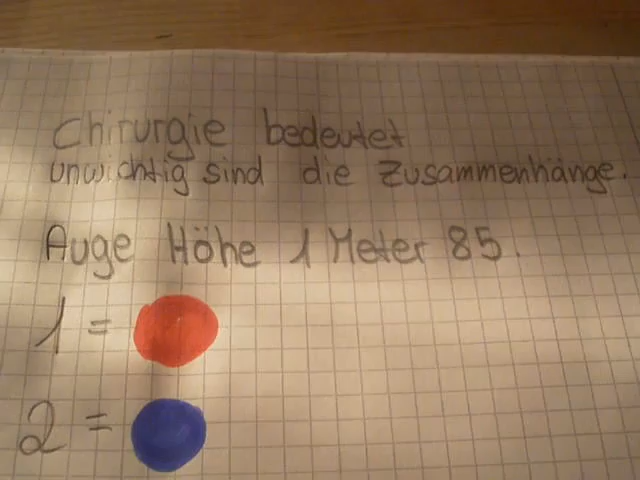 Chirurgie bedeutet
unwichtig sind die Zusammenhänge.
Auge Höhe 1 Meter 85.
1 =
2 =